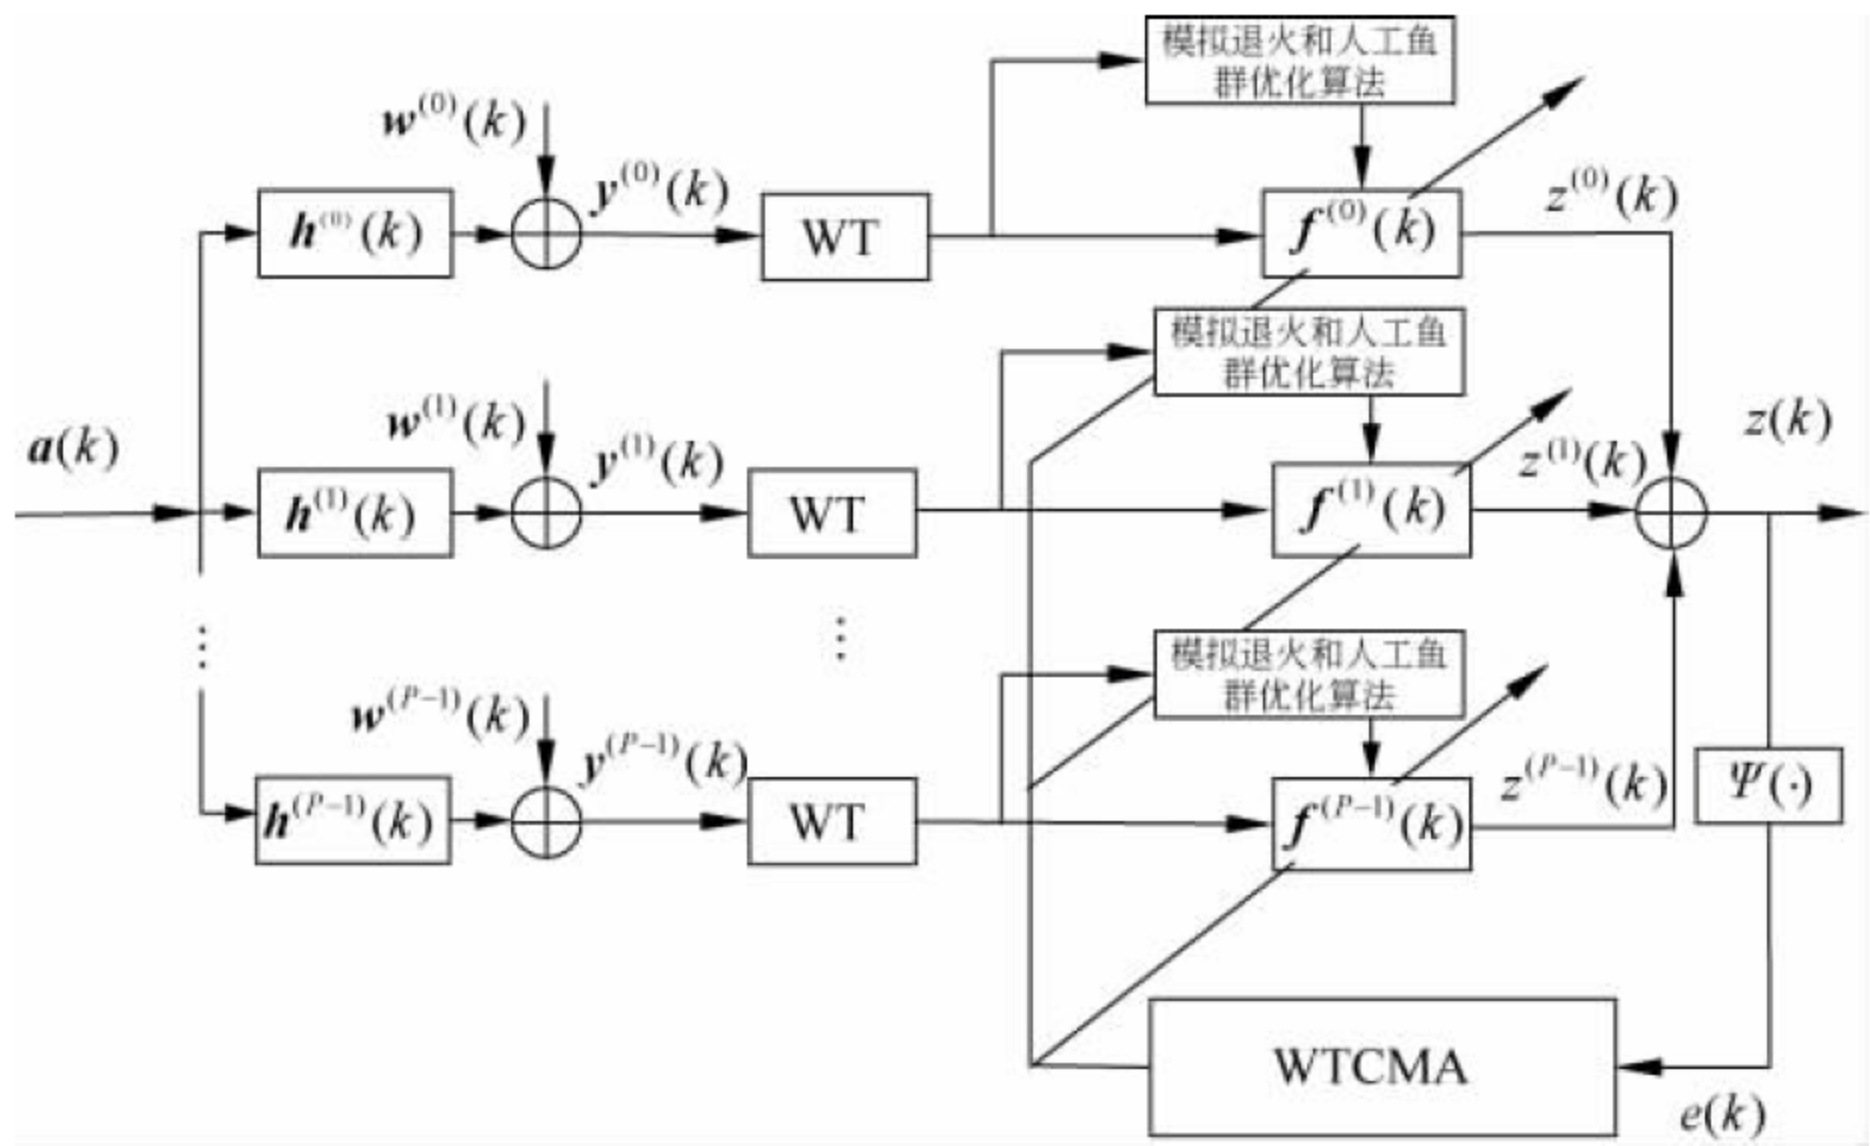 模拟退火和人工鱼
群优化算法
w^(0)(k)
y^(0)(k)
h^(0)(k)
WT
f^(0)(k)
z^(0)(k)
模拟退火和人工鱼
群优化算法
w^(1)(k)
y^(1)(k)
a(k)
h^(1)(k)
WT
f^(1)(k)
z^(1)(k)
z(k)
⋮
⋮
模拟退火和人工鱼
群优化算法
w^(P−1)(k)
y^(P−1)(k)
h^(P−1)(k)
WT
f^(P−1)(k)
z^(P−1)(k)
Ψ(·)
WTCMA
e(k)